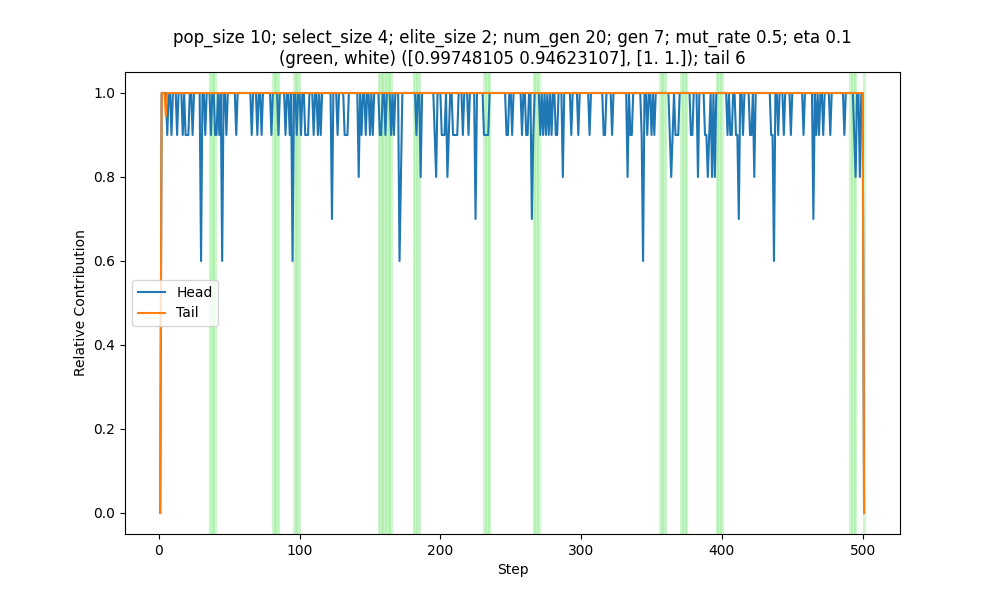 pop_size 10; select_size 4; elite_size 2; num_gen 20; gen 7; mut_rate 0.5; eta 0.1
(green, white) ([0.99748105 0.94623107], [1. 1.]); tail 6
1.0
0.8
0.6
0.4
0.2
0.0
Relative Contribution
Head
Tail
0
100
200
300
400
500
Step